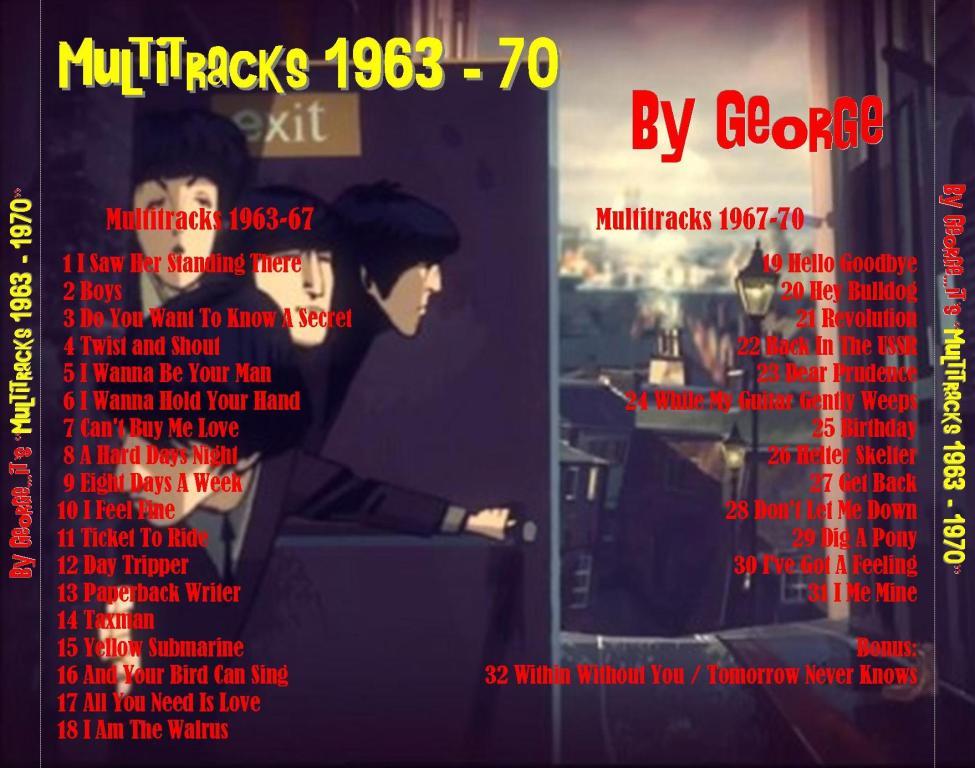 Multitracks 1963 - 70
By George
exit
Multitracks 1963-67
1 I Saw Her Standing There
2 Boys
3 Do You Want To Know A Secret
4 Twist and Shout
5 I Wanna Be Your Man
6 I Wanna Hold Your Hand
7 Can't Buy Me Love
8 A Hard Days Night
9 Eight Days A Week
10 I Feel Fine
11 Ticket To Ride
12 Day Tripper
13 Paperback Writer
14 Taxman
15 Yellow Submarine
16 And Your Bird Can Sing
17 All You Need Is Love
18 I Am The Walrus
Multitracks 1967-70
19 Hello Goodbye
20 Hey Bulldog
21 Revolution
22 Back In The USSR
23 Dear Prudence
24 While My Guitar Gently Weeps
25 Birthday
26 Helter Skelter
27 Get Back
28 Don't Let Me Down
29 Dig A Pony
30 I've Got A Feeling
31 I Me Mine
Bonus:
32 Within Without You / Tomorrow Never Knows
By George...it's "Multitracks 1963 - 1970"
By George...it's "Multitracks 1963 - 1970"